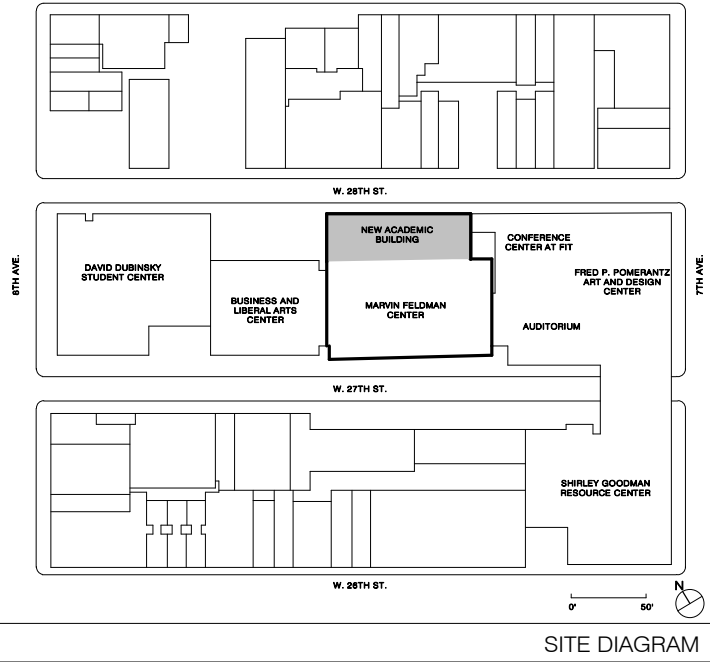 W. 28TH ST.
NEW ACADEMIC
BUILDING
CONFERENCE
CENTER AT FIT
8TH AVE.
DAVID DUBINSKY
STUDENT CENTER
FRED P. POMERANTZ
ART AND DESIGN
CENTER
7TH AVE.
BUSINESS AND
LIBERAL ARTS
CENTER
MARVIN FELDMAN
CENTER
AUDITORIUM
W. 27TH ST.
SHIRLEY GOODMAN
RESOURCE CENTER
W. 26TH ST.
N
0'
50'
SITE DIAGRAM